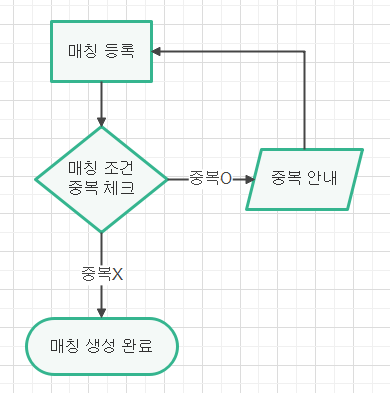 매칭 등록
매칭 조건
중복 체크
중복O
중복 안내
중복X
매칭 생성 완료